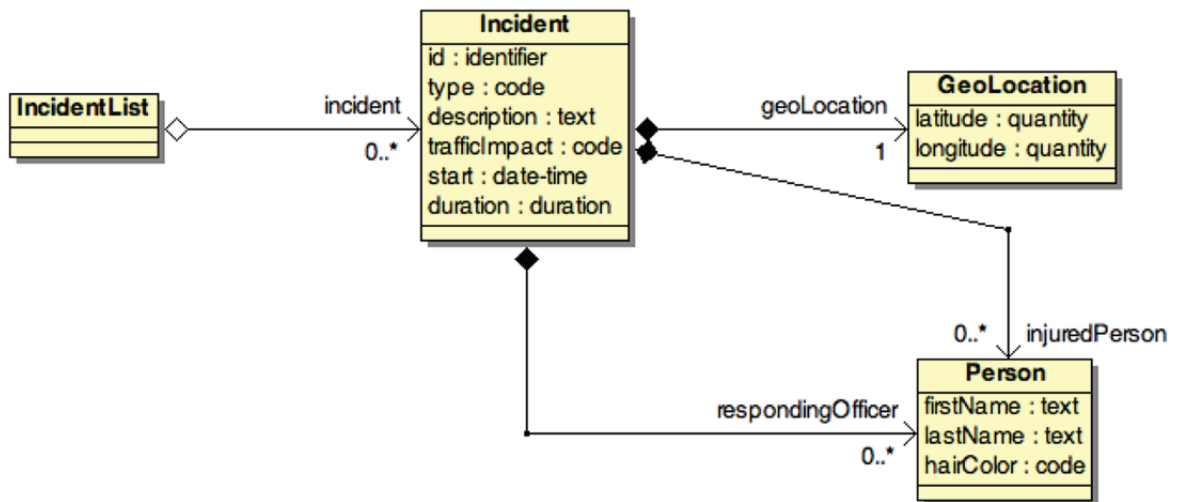 Incident
id : identifier
type : code
description : text
trafficImpact : code
start : date-time
duration : duration
IncidentList
incident
0..*
geoLocation
1
GeoLocation
latitude : quantity
longitude : quantity
0..*
injuredPerson
respondingOfficer
0..*
Person
firstName : text
lastName : text
hairColor : code